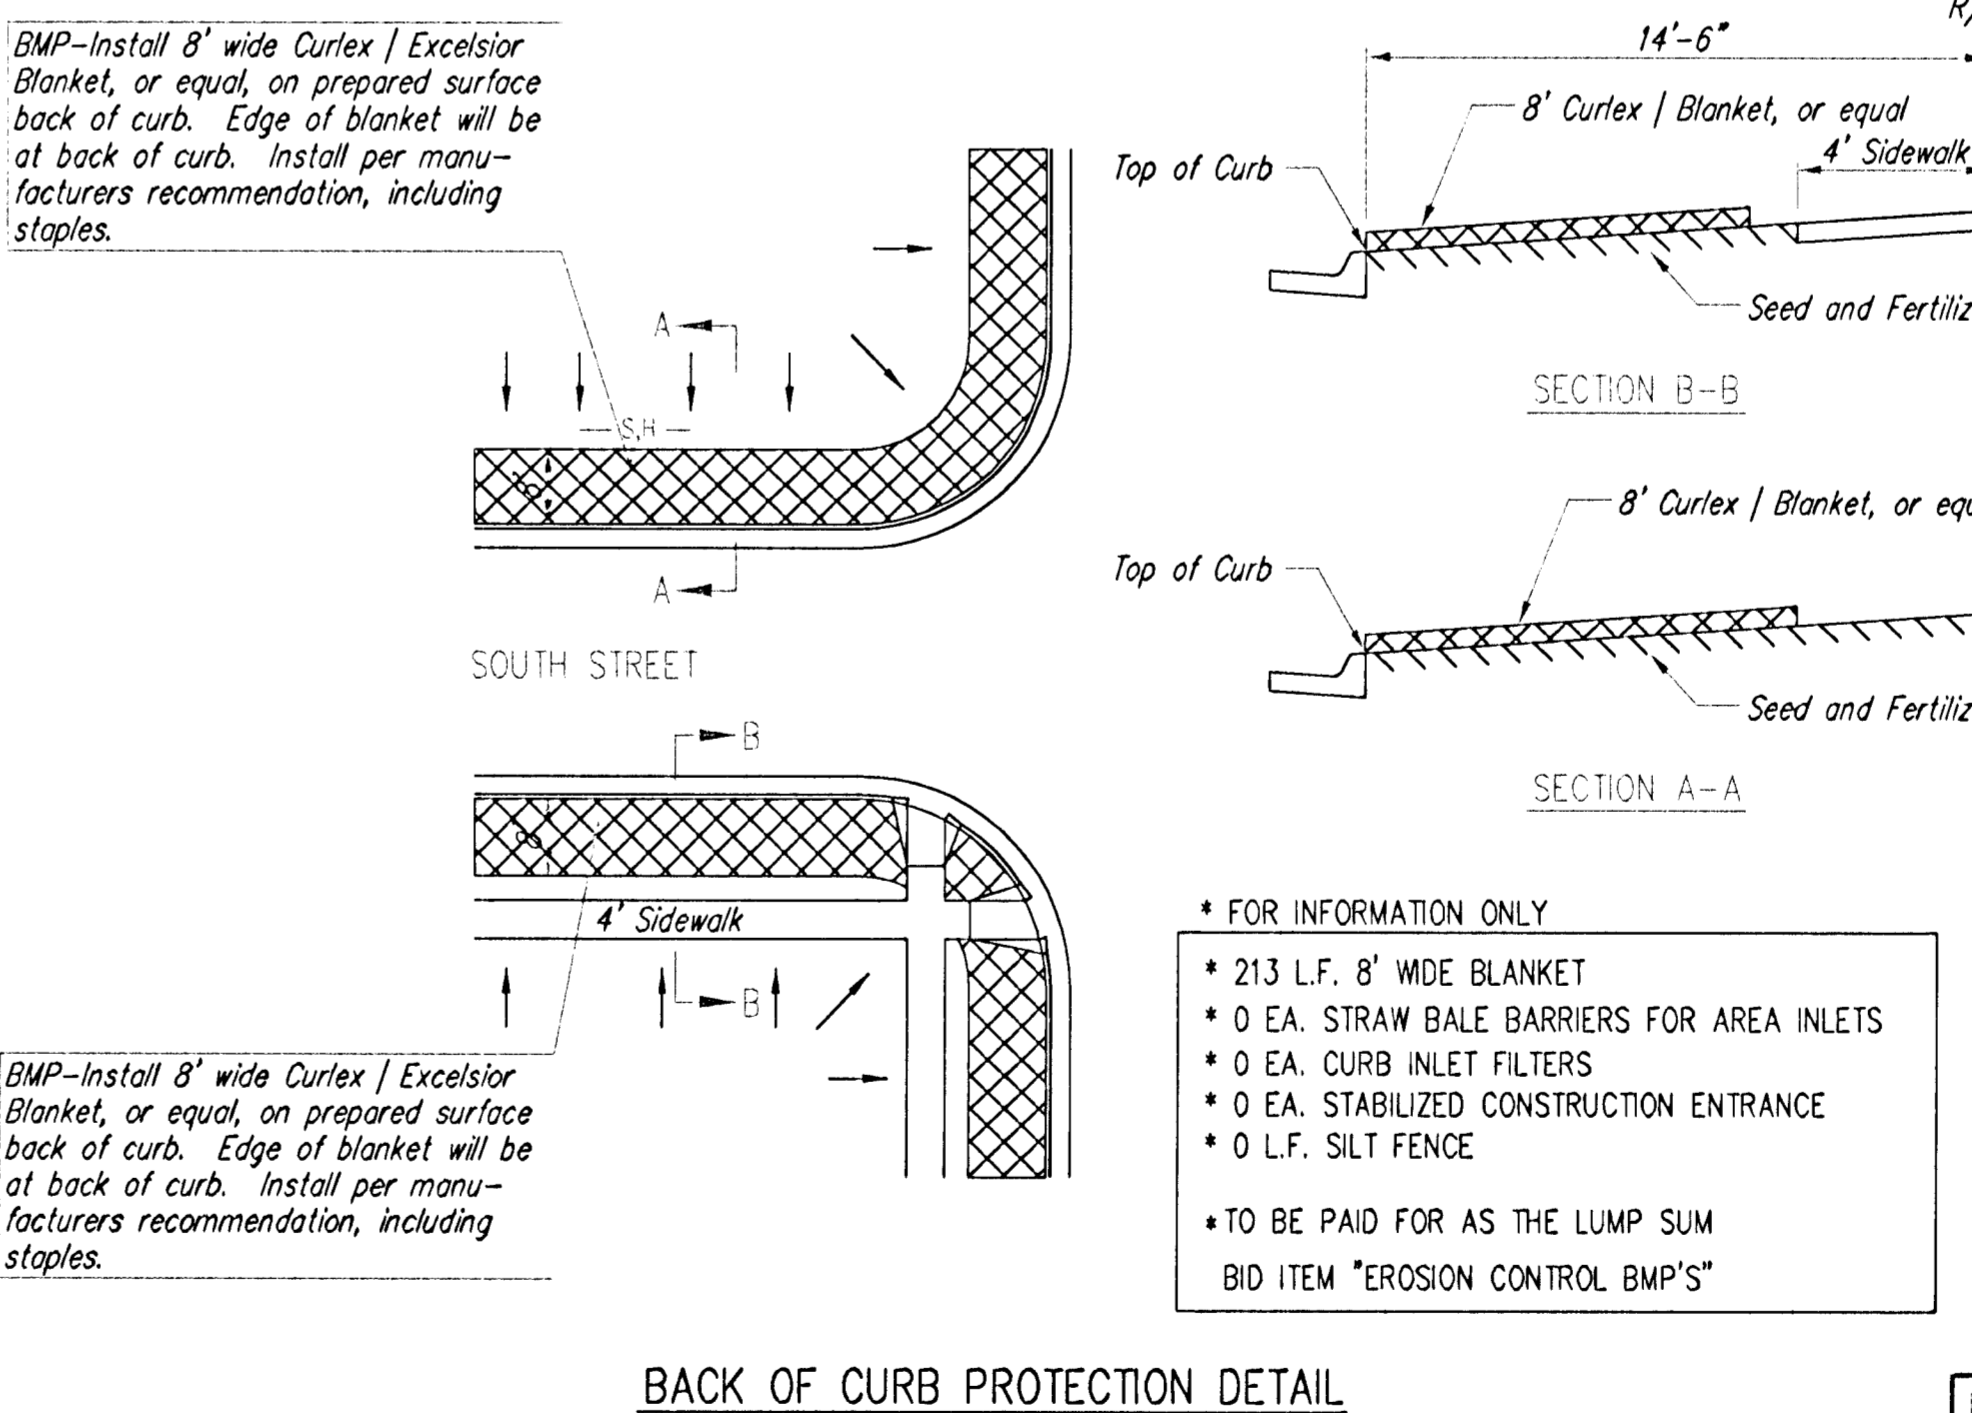 BMP-Install 8' wide Curlex / Excelsior
Blanket, or equal, on prepared surface
back of curb. Edge of blanket will be
at back of curb. Install per manu-
facturers recommendation, including
staples.
A
S,H
8'
A
SOUTH STREET
B
8'
4' Sidewalk
B
BMP-Install 8' wide Curlex / Excelsior
Blanket, or equal, on prepared surface
back of curb. Edge of blanket will be
at back of curb. Install per manu-
facturers recommendation, including
staples.
R/
14'-6"
8' Curlex / Blanket, or equal
4' Sidewalk
Top of Curb
Seed and Fertiliz
SECTION B-B
8' Curlex / Blanket, or equ
Top of Curb
Seed and Fertiliz
SECTION A-A
* FOR INFORMATION ONLY
* 213 L.F. 8' WIDE BLANKET
* 0 EA. STRAW BALE BARRIERS FOR AREA INLETS
* 0 EA. CURB INLET FILTERS
* 0 EA. STABILIZED CONSTRUCTION ENTRANCE
* 0 L.F. SILT FENCE
* TO BE PAID FOR AS THE LUMP SUM
BID ITEM "EROSION CONTROL BMP'S"
BACK OF CURB PROTECTION DETAIL